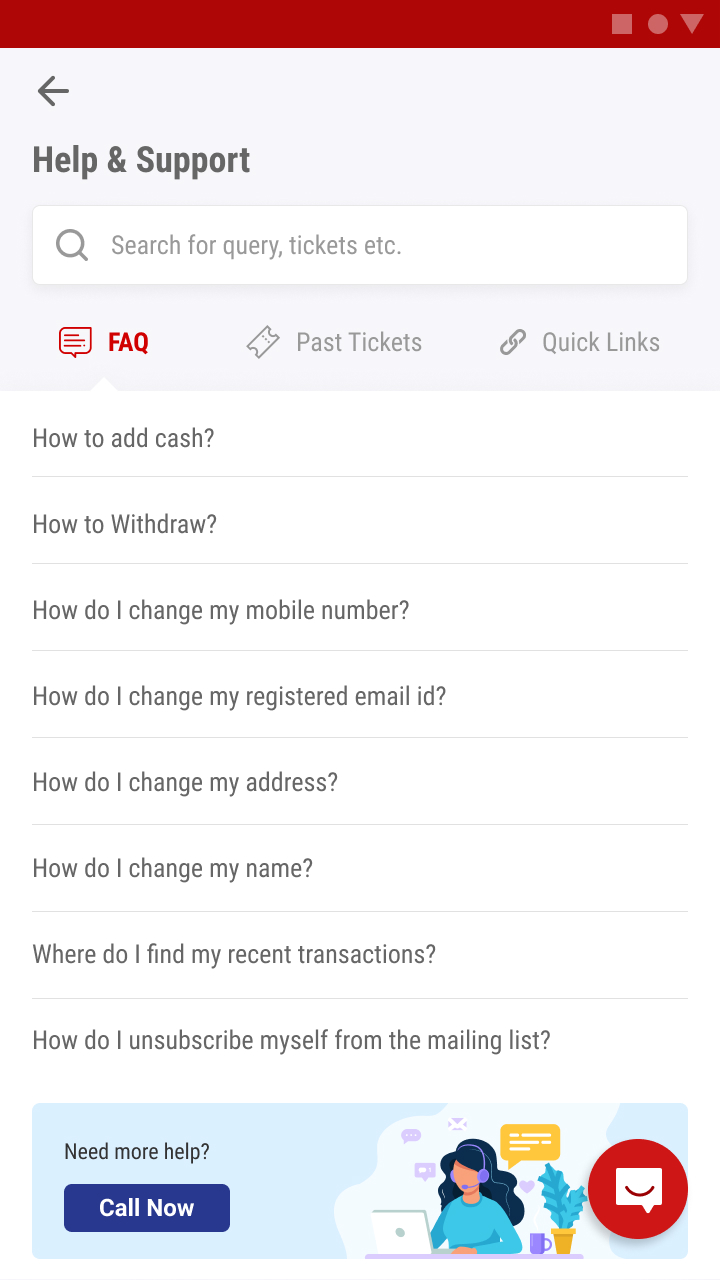 Help & Support
Search for query, tickets etc.
FAQ
Past Tickets
Quick Links
How to add cash?
How to Withdraw?
How do I change my mobile number?
How do I change my registered email id?
How do I change my address?
How do I change my name?
Where do I find my recent transactions?
How do I unsubscribe myself from the mailing list?
Need more help?
Call Now